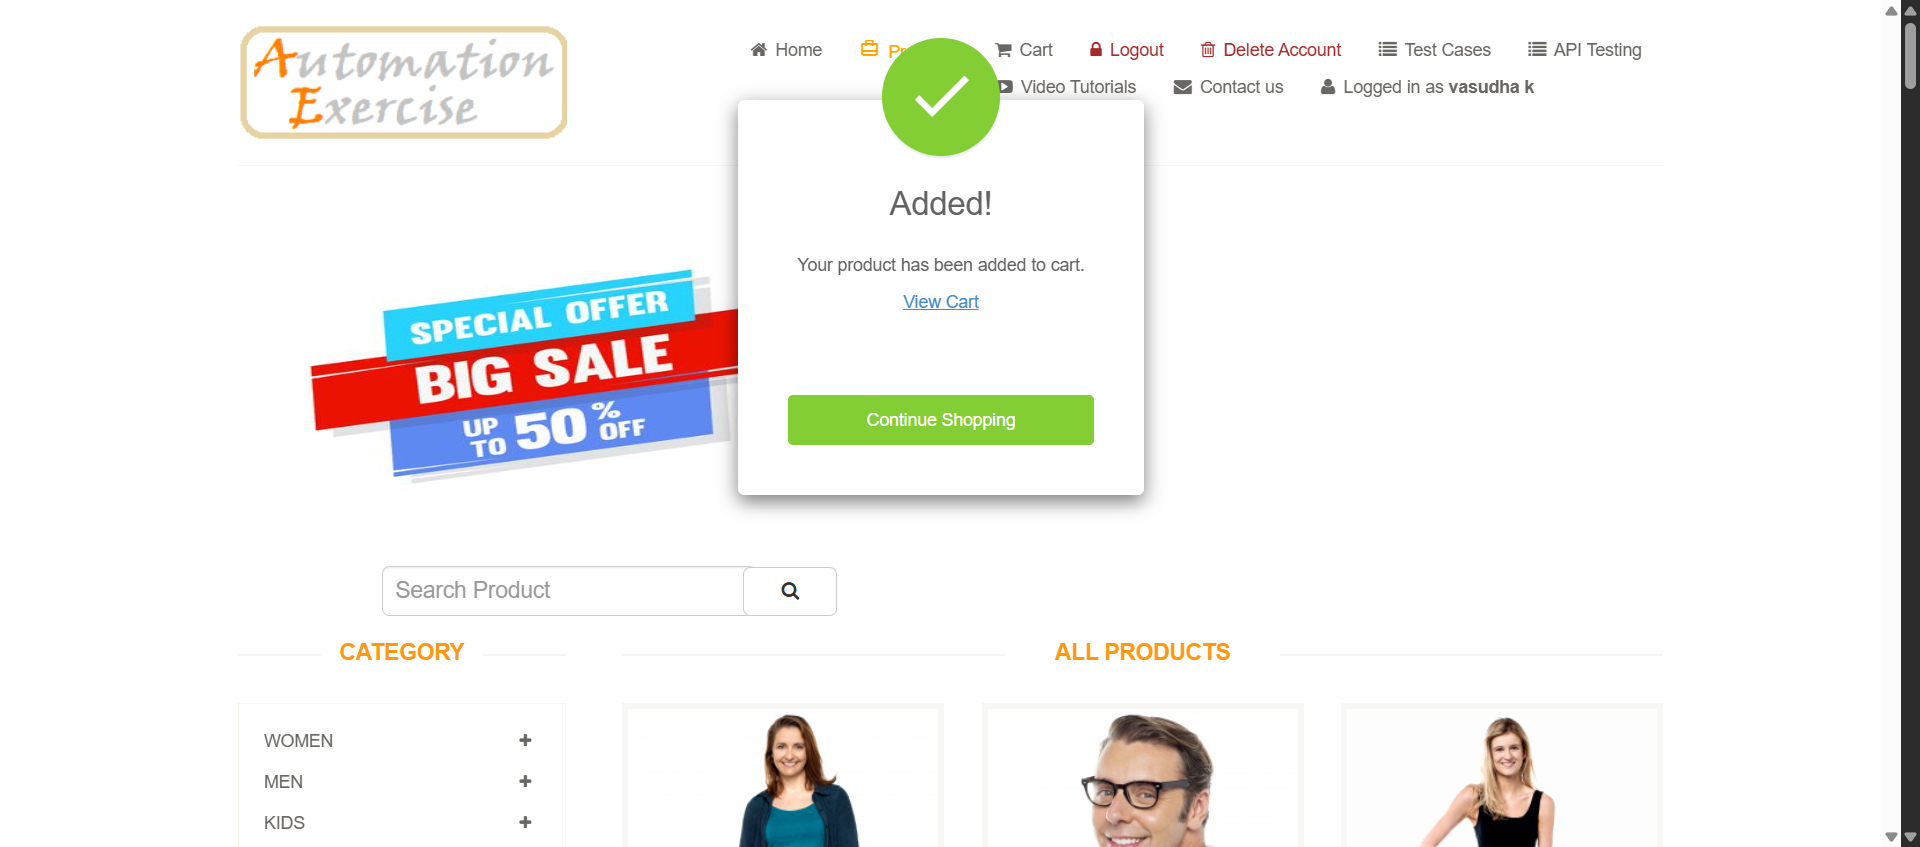 Automation
Exercise
Home
Pr
Cart
Logout
Delete Account
Test Cases
API Testing
Video Tutorials
Contact us
Logged in as vasudha k
Added!
Your product has been added to cart.
View Cart
Continue Shopping
SPECIAL OFFER
BIG SALE
UP TO 50% OFF
Search Product
CATEGORY
ALL PRODUCTS
WOMEN
MEN
KIDS